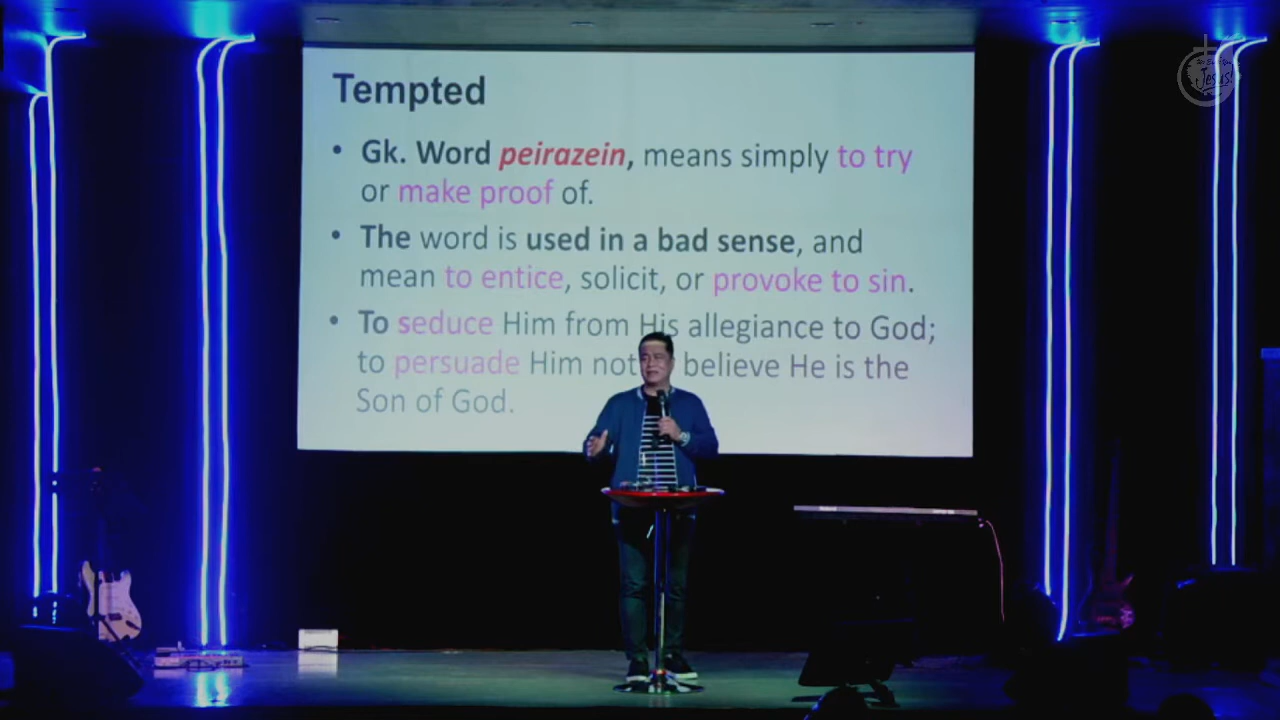 Tempted
• Gk. Word peirazein, means simply to try
or make proof of.
• The word is used in a bad sense, and
mean to entice, solicit, or provoke to sin.
• To seduce Him from His allegiance to God;
to persuade Him not believe He is the
Son of God.
Jesus!